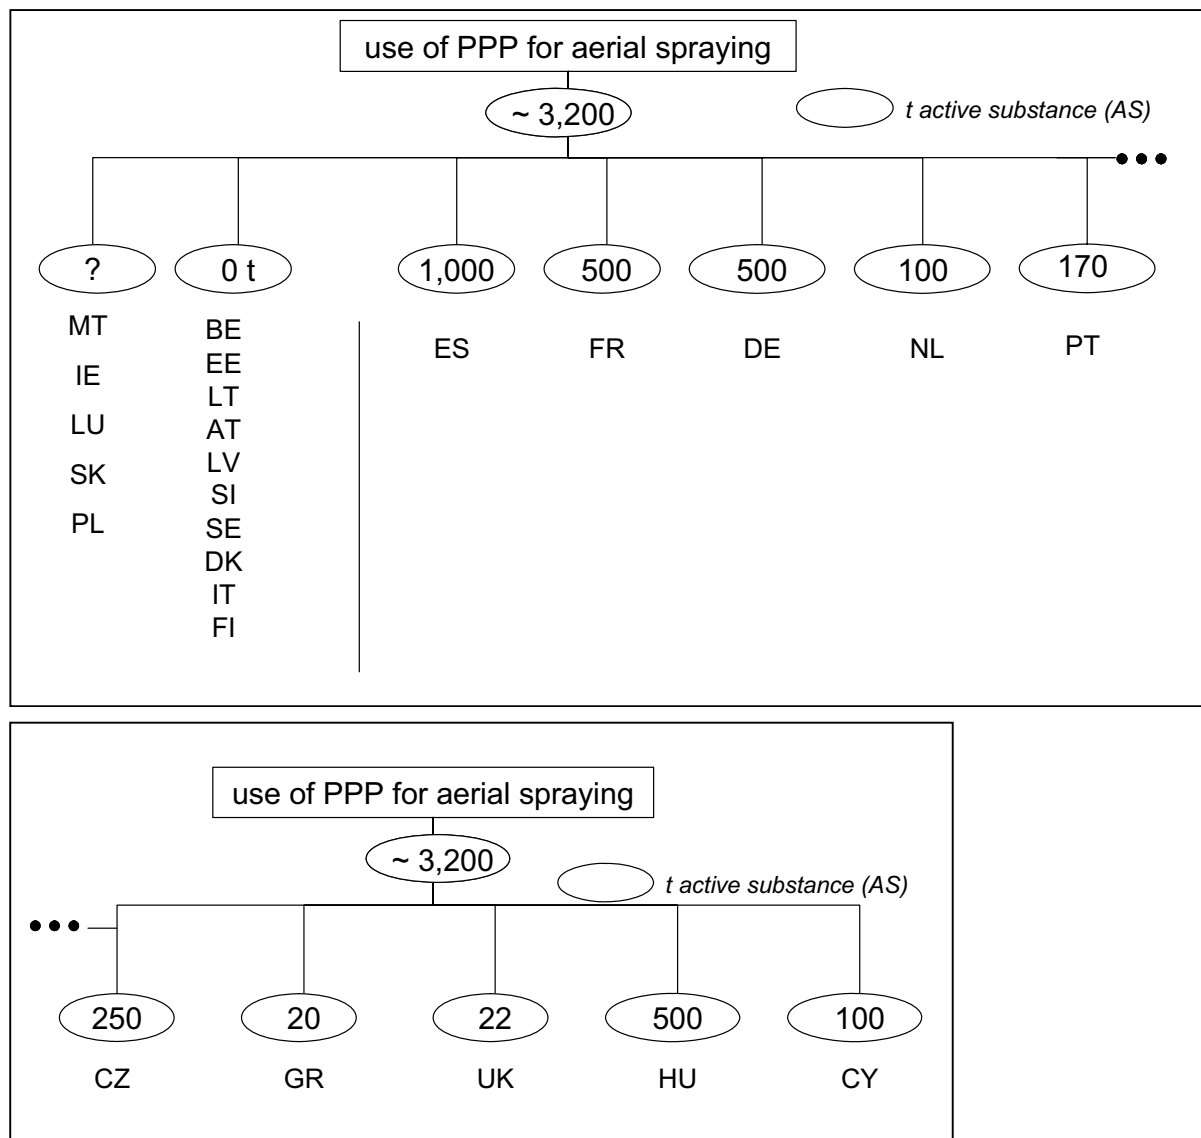 use of PPP for aerial spraying
~ 3,200
t active substance (AS)
? 0 t 1,000 500 500 100 170
MT
IE
LU
SK
PL
BE
EE
LT
AT
LV
SI
SE
DK
IT
FI
ES FR DE NL PT
use of PPP for aerial spraying
~ 3,200
t active substance (AS)
250 20 22 500 100
CZ GR UK HU CY